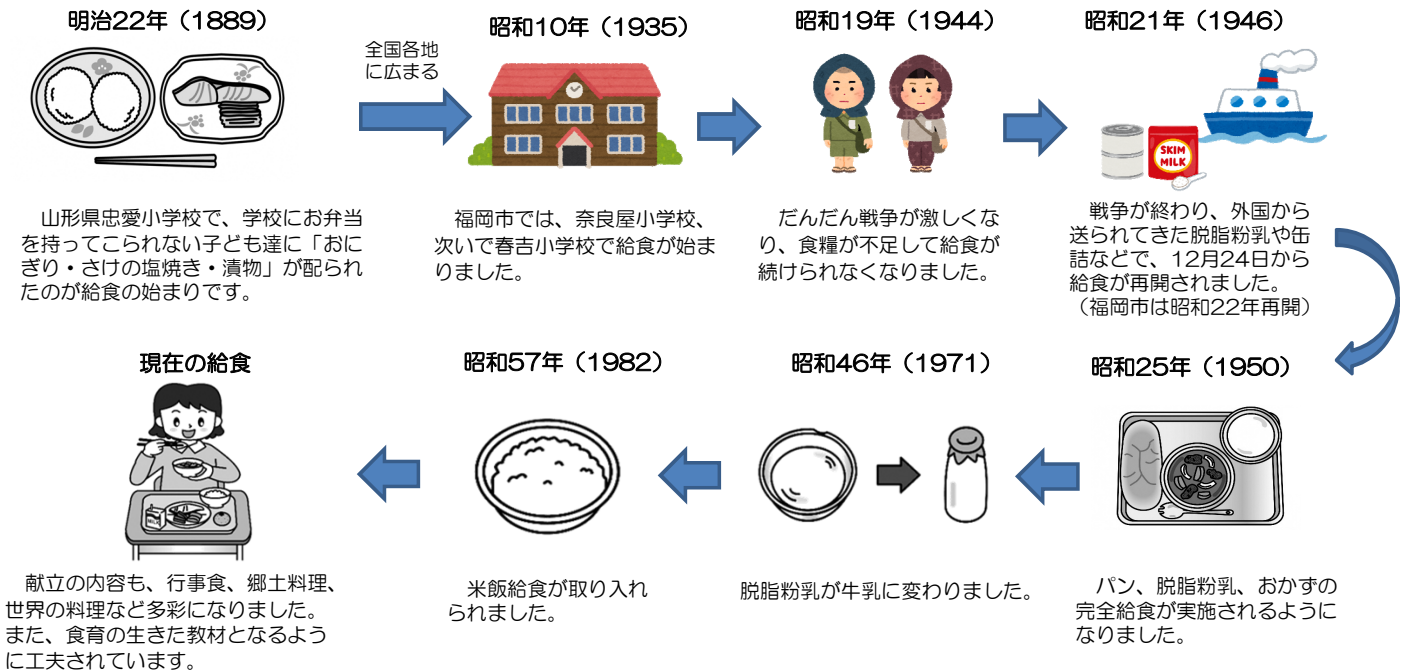 明治22年（1889）
山形県忠愛小学校で、学校にお弁当
を持ってこられない子ども達に「おに
ぎり・さけの塩焼き・漬物」が配られ
たのが給食の始まりです。
全国各地
に広まる
昭和10年（1935）
福岡市では、奈良屋小学校、
次いで春吉小学校で給食が始ま
りました。
昭和19年（1944）
だんだん戦争が激しくな
り、食糧が不足して給食が
続けられなくなりました。
昭和21年（1946）
SKIM
MILK
戦争が終わり、外国から
送られてきた脱脂粉乳や缶
詰などで、12月24日から
給食が再開されました。
（福岡市は昭和22年再開）
昭和25年（1950）
パン、脱脂粉乳、おかずの
完全給食が実施されるように
なりました。
昭和46年（1971）
脱脂粉乳が牛乳に変わりました。
昭和57年（1982）
米飯給食が取り入れ
られました。
現在の給食
MILK
献立の内容も、行事食、郷土料理、
世界の料理など多彩になりました。
また、食育の生きた教材となるよう
に工夫されています。